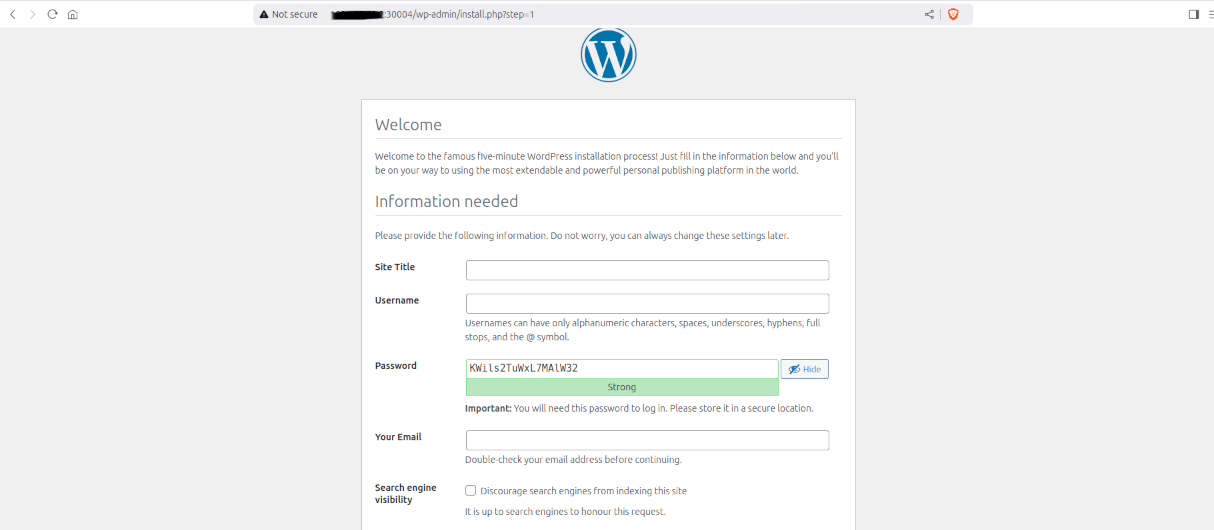 Not secure :30004/wp-admin/install.php?step=1
Welcome
Welcome to the famous five-minute WordPress installation process! Just fill in the information below and you'll
be on your way to using the most extendable and powerful personal publishing platform in the world.
Information needed
Please provide the following information. Do not worry, you can always change these settings later.
Site Title
Username
Usernames can have only alphanumeric characters, spaces, underscores, hyphens, full
stops, and the @ symbol.
Password KWils2TuWxL7MAlW32 Hide
Strong
Important: You will need this password to log in. Please store it in a secure location.
Your Email
Double-check your email address before continuing.
Search engine
visibility
Discourage search engines from indexing this site
It is up to search engines to honour this request.